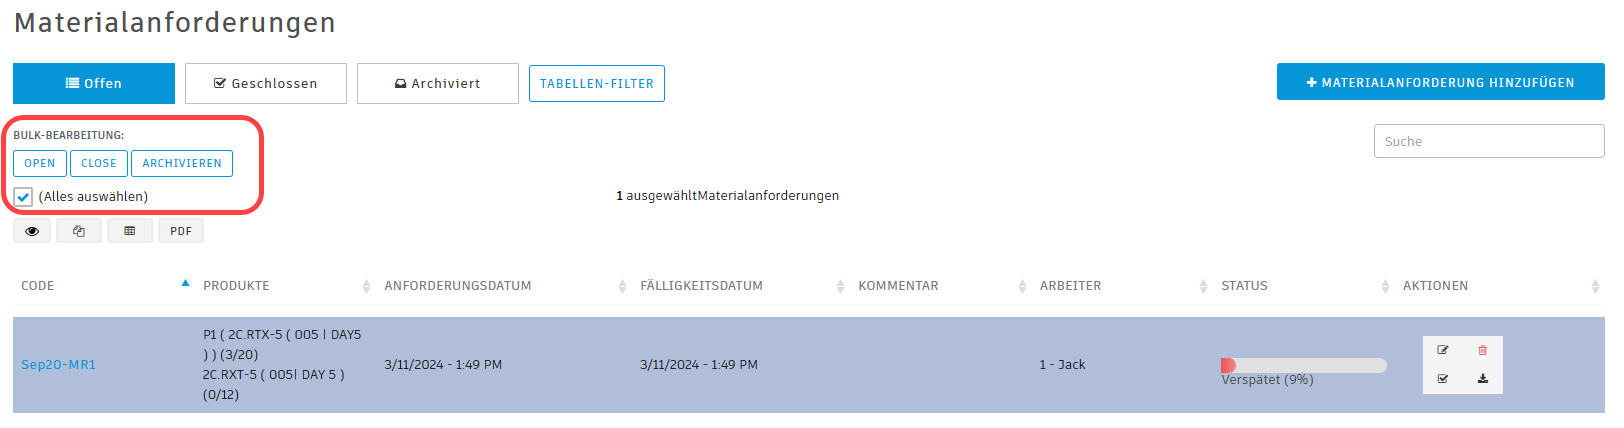 Materialanforderungen
Offen
Geschlossen
Archiviert
TABELLEN-FILTER
MATERIALANFORDERUNG HINZUFÜGEN
BULK-BEARBEITUNG:
OPEN
CLOSE
ARCHIVIEREN
Suche
(Alles auswählen)
1 ausgewähltMaterialanforderungen
PDF
CODE
PRODUKTE
ANFORDERUNGSDATUM
FÄLLIGKEITSDATUM
KOMMENTAR
ARBEITER
STATUS
AKTIONEN
Sep20-MR1
P1 ( 2C.RTX-5 ( 005 | DAY5
) ) (3/20)
2C.RXT-5 ( 005| DAY 5 )
(0/12)
3/11/2024 - 1:49 PM
3/11/2024 - 1:49 PM
1 - Jack
Verspätet (9%)